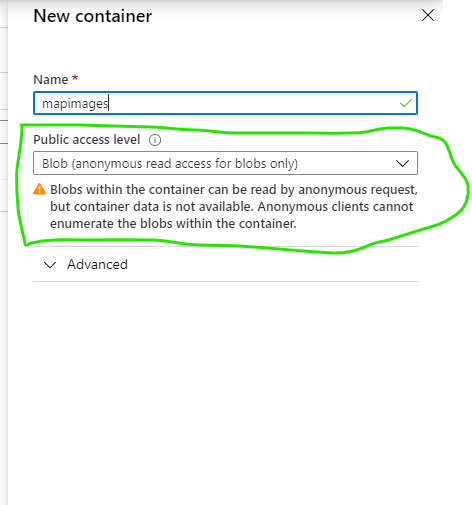 New container
Name *
mapimages
Public access level
Blob (anonymous read access for blobs only)
Blobs within the container can be read by anonymous request,
but container data is not available. Anonymous clients cannot
enumerate the blobs within the container.
Advanced